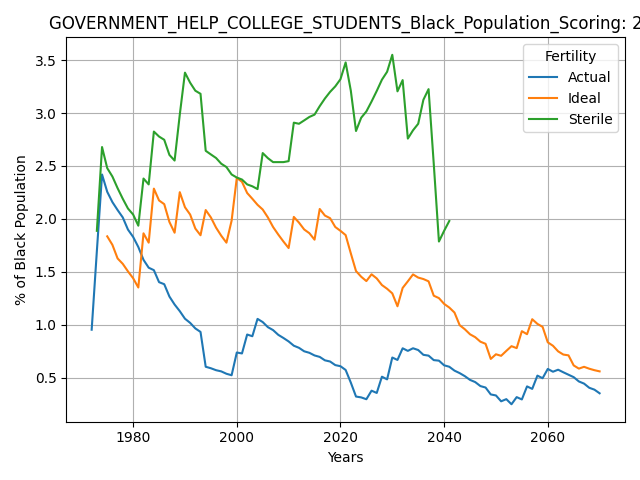 GOVERNMENT_HELP_COLLEGE_STUDENTS_Black_Population_Scoring: 2
Fertility
Actual
Ideal
Sterile
% of Black Population
3.5
3.0
2.5
2.0
1.5
1.0
0.5
1980 2000 2020 2040 2060
Years